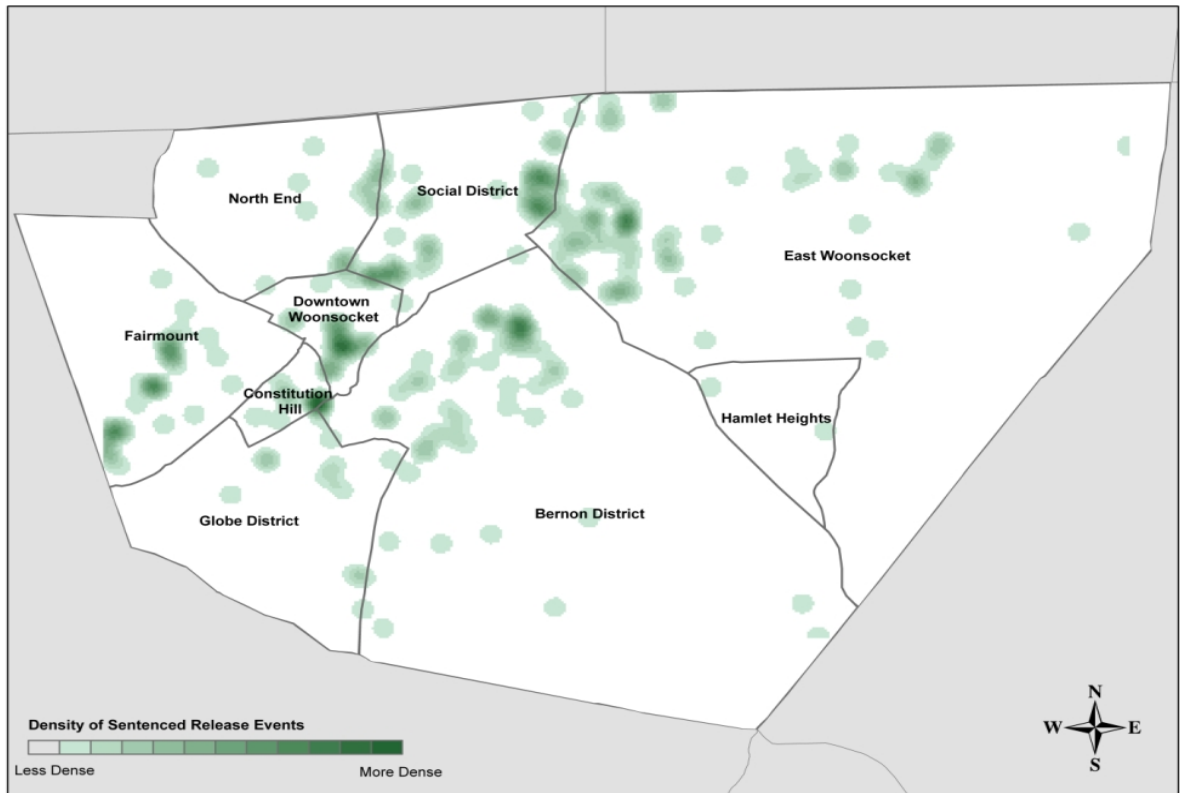 North End
Social District
East Woonsocket
Downtown
Woonsocket
Fairmount
Constitution
Hill
Hamlet Heights
Globe District
Bernon District
Density of Sentenced Release Events
Less Dense
More Dense
N
W
E
S